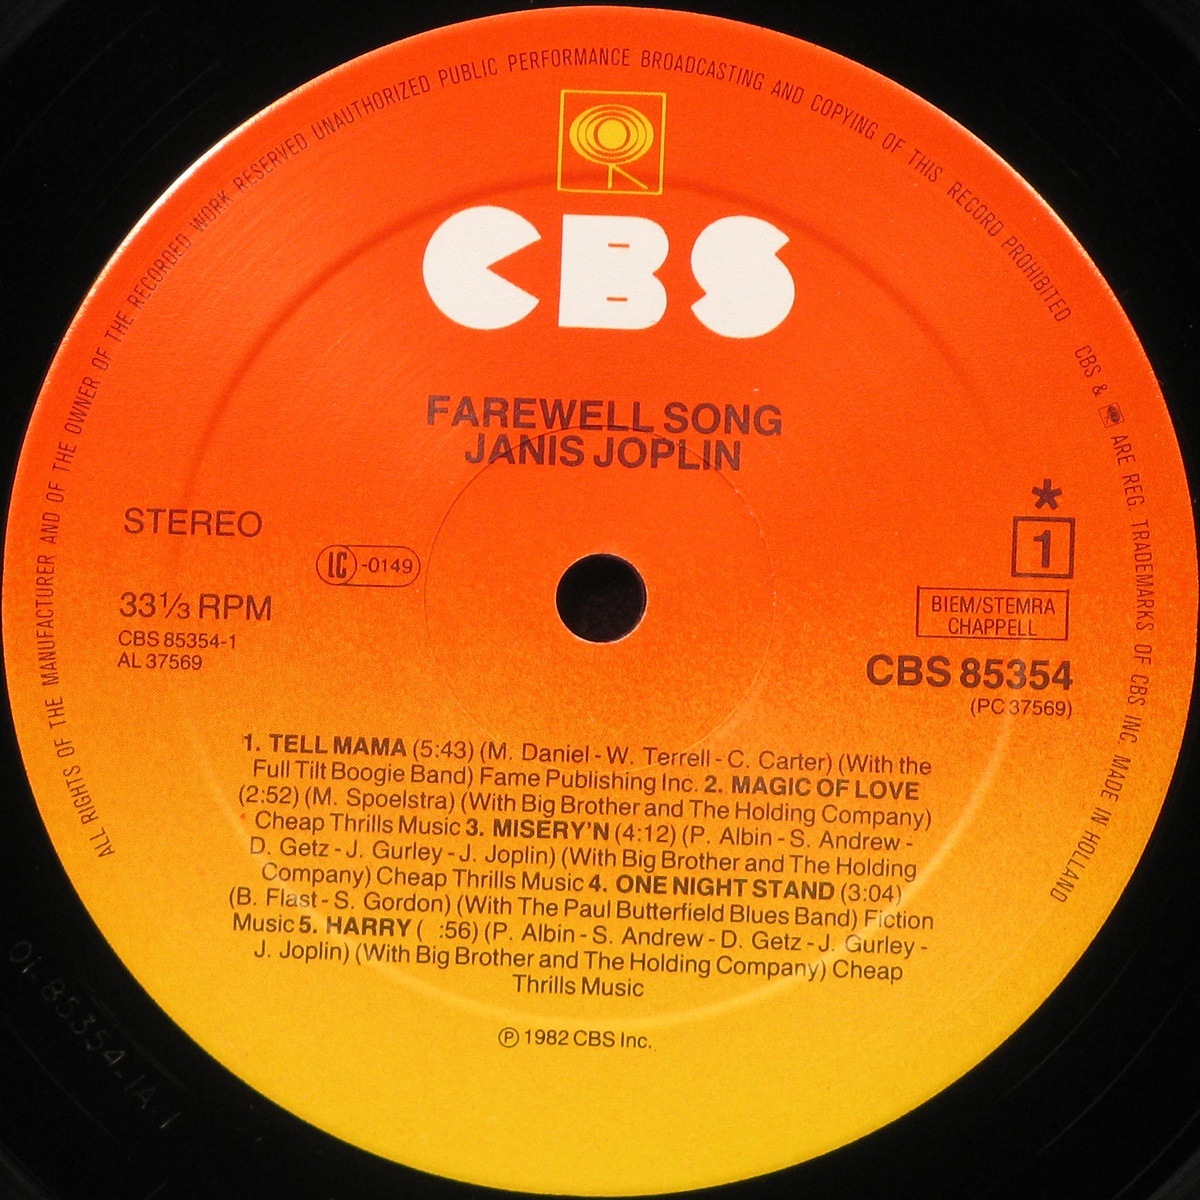 ALL RIGHTS OF THE MANUFACTURER AND OF THE OWNER OF THE RECORDED WORK RESERVED UNAUTHORIZED PUBLIC PERFORMANCE BROADCASTING AND COPYING OF THIS RECORD PROHIBITED
CBS & ARE REG. TRADEMARKS OF CBS INC. MADE IN HOLLAND
CBS
FAREWELL SONG
JANIS JOPLIN
STEREO
LC -0149
33⅓ RPM
CBS 85354-1
AL 37569
*
1
BIEM/STEMRA
CHAPPELL
CBS 85354
(PC 37569)
1. TELL MAMA (5:43) (M. Daniel - W. Terrell - C. Carter) (With the
Full Tilt Boogie Band) Fame Publishing Inc. 2. MAGIC OF LOVE
(2:52) (M. Spoelstra) (With Big Brother and The Holding Company)
Cheap Thrills Music 3. MISERY'N (4:12) (P. Albin - S. Andrew -
D. Getz - J. Gurley - J. Joplin) (With Big Brother and The Holding
Company) Cheap Thrills Music 4. ONE NIGHT STAND (3:04)
(B. Flast - S. Gordon) (With The Paul Butterfield Blues Band) Fiction
Music 5. HARRY ( :56) (P. Albin - S. Andrew - D. Getz - J. Gurley -
J. Joplin) (With Big Brother and The Holding Company) Cheap
Thrills Music
℗ 1982 CBS Inc.
01-85354-1A-1